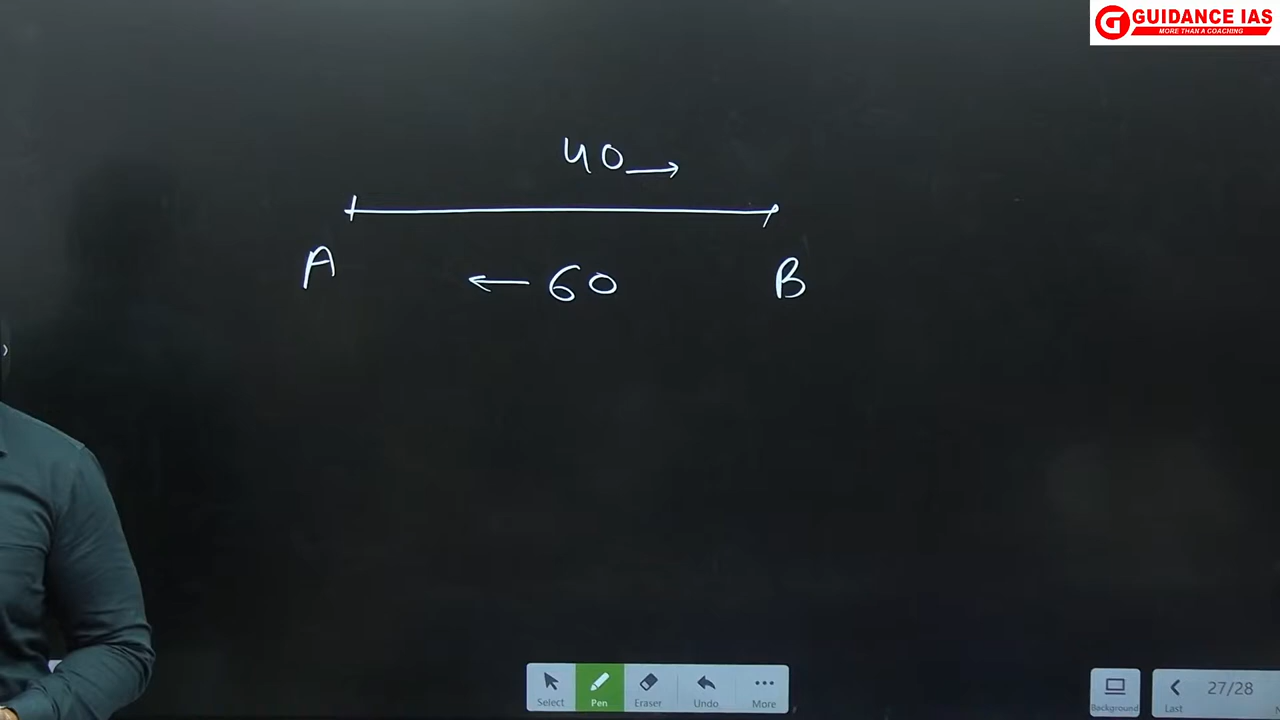 GUIDANCE IAS
MORE THAN A COACHING
40→
A ←60 B
Select Pen Eraser Undo More
Background Last 27/28